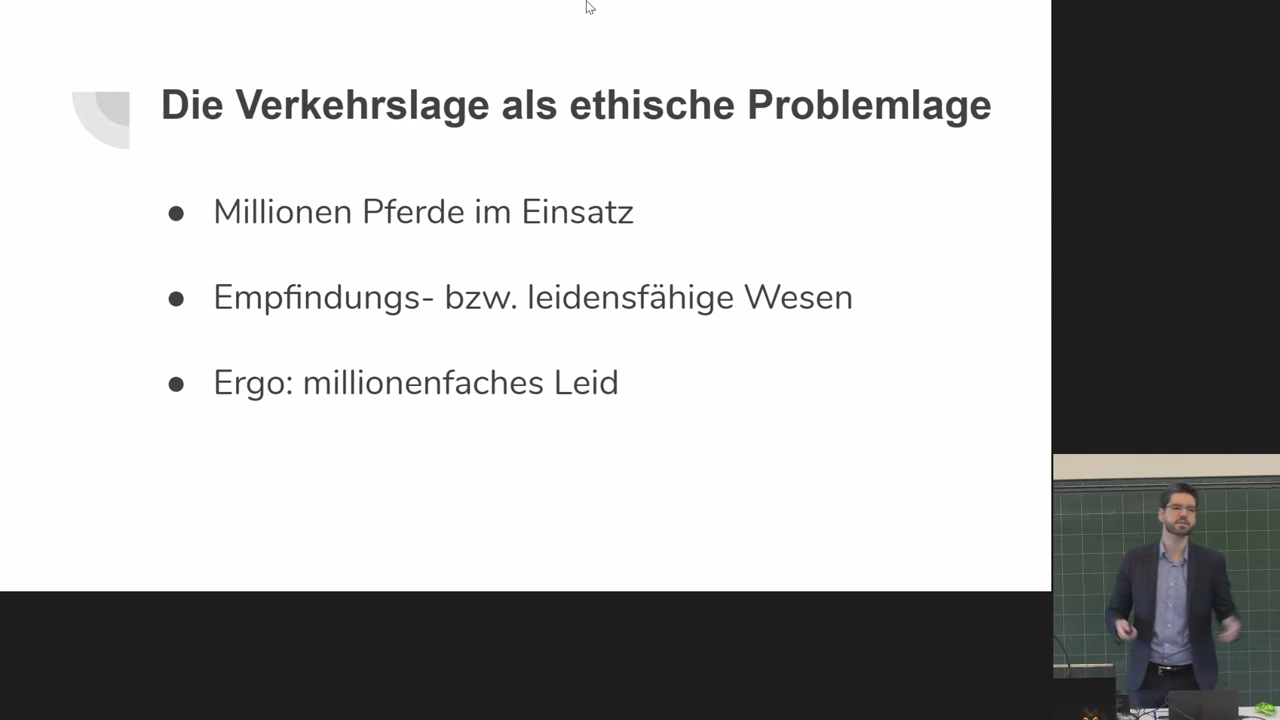 Die Verkehrslage als ethische Problemlage
Millionen Pferde im Einsatz
Empfindungs- bzw. leidensfähige Wesen
Ergo: millionenfaches Leid